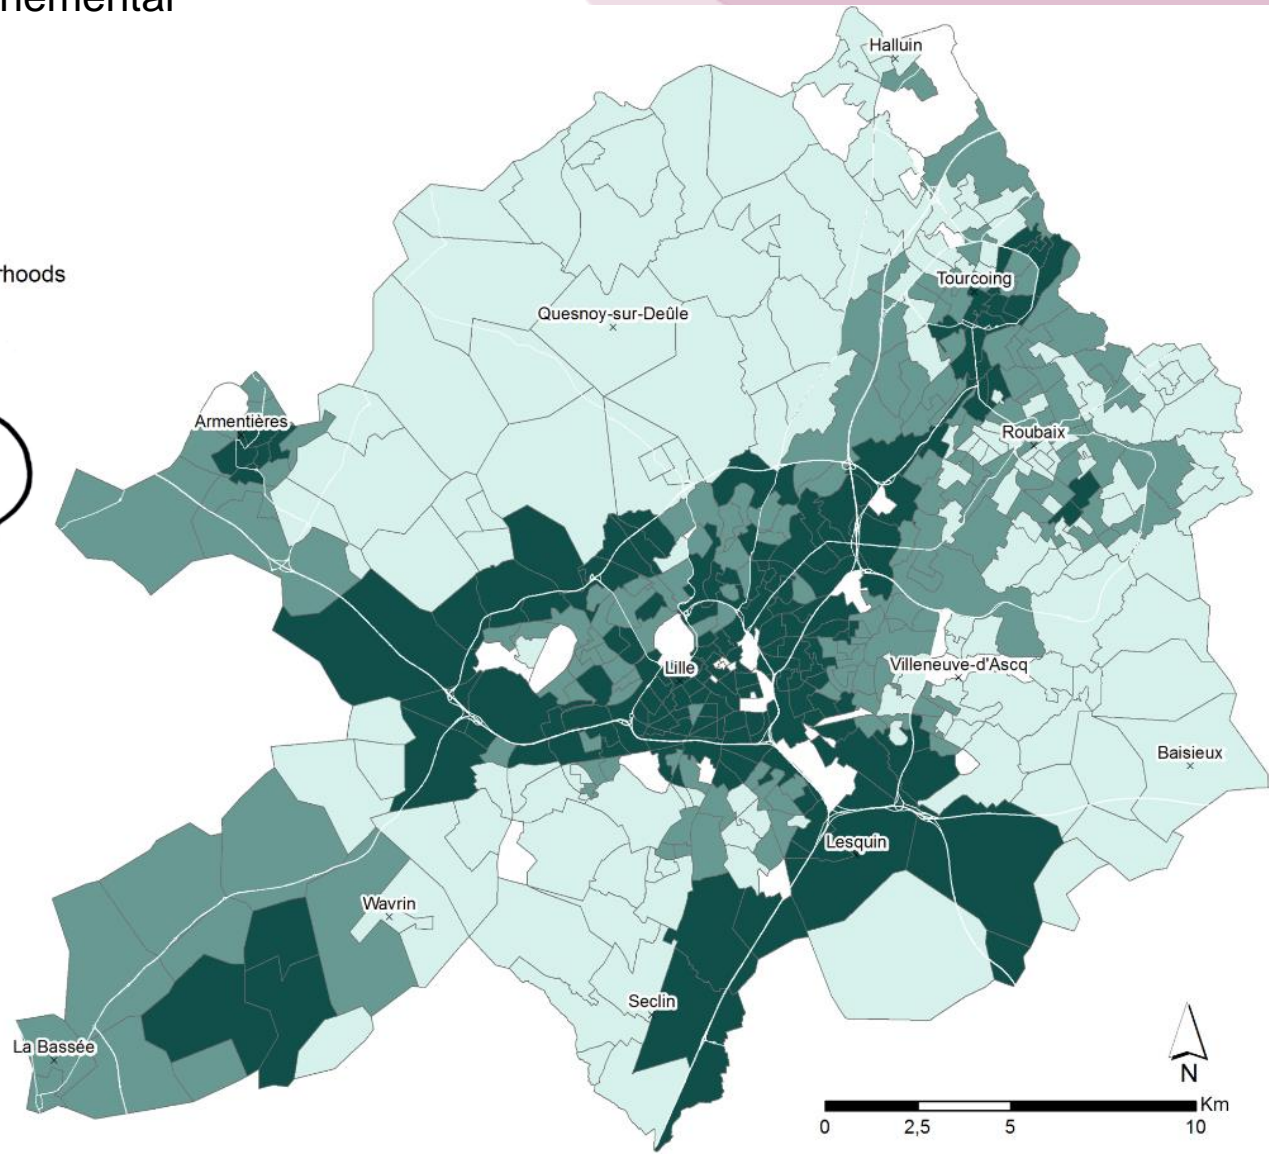 nemental
Halluin
rhoods
Tourcoing
Quesnoy-sur-Deûle
Armentières
Roubaix
Lille
Villeneuve-d'Ascq
Baisieux
Lesquin
Wavrin
Seclin
La Bassée
N
Km
0 2,5 5 10